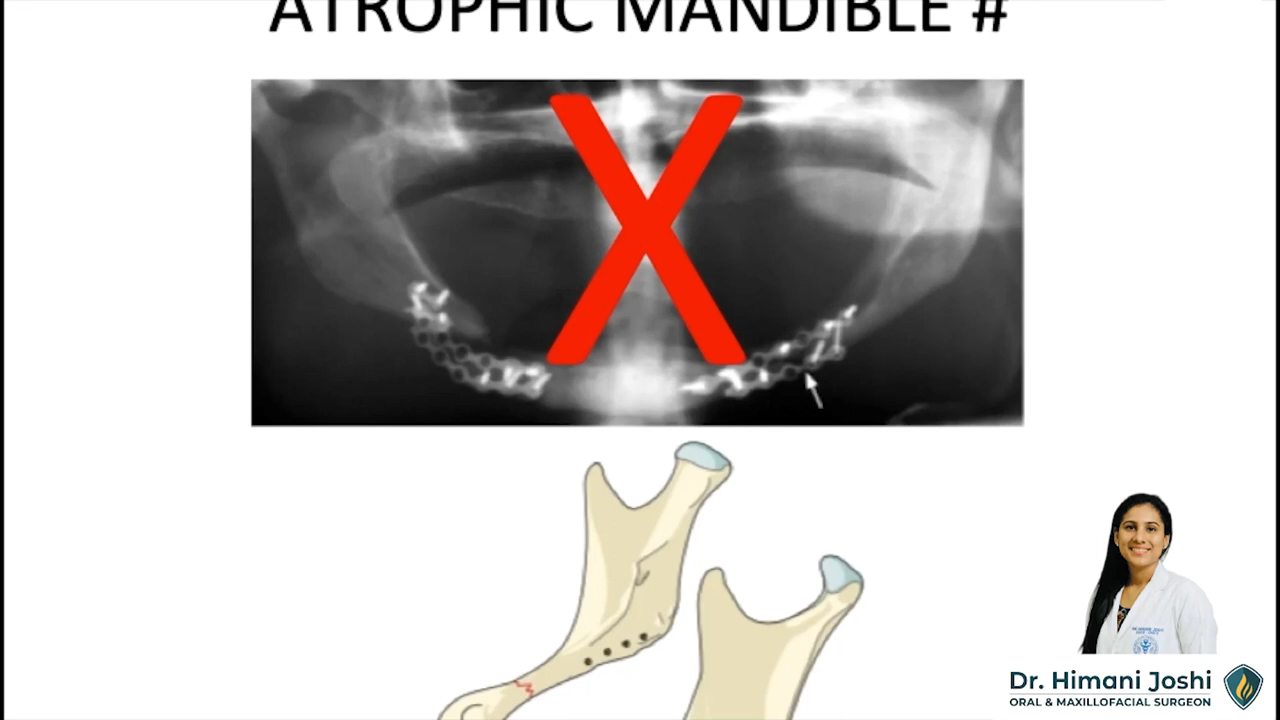 ATROPHIC MANDIBLE #
X
Dr. Himani Joshi
ORAL & MAXILLOFACIAL SURGEON